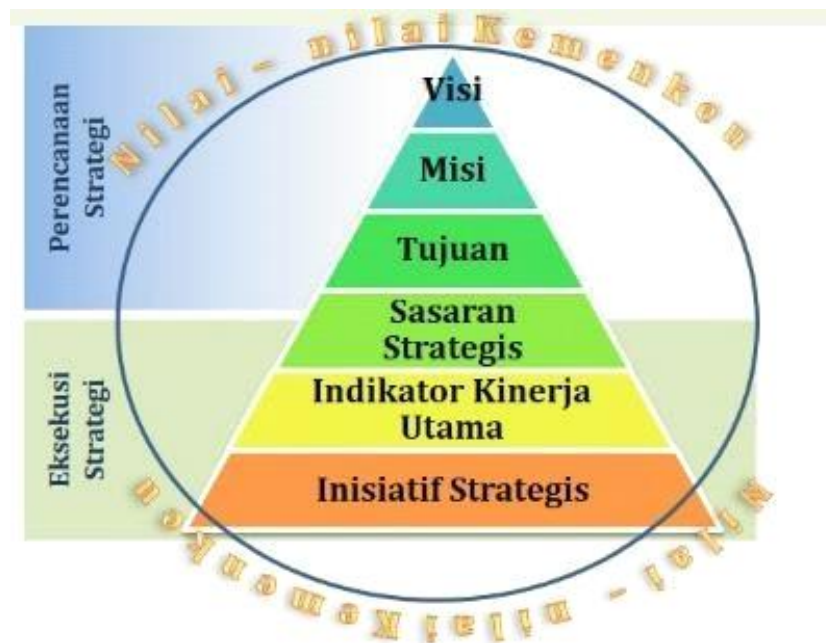 Nilai - nilai Kemenkeu
Perencanaan
Strategi
Visi
Misi
Tujuan
Sasaran
Strategis
Eksekusi
Strategi
Indikator Kinerja
Utama
Inisiatif Strategis
Nilai - nilai Kemenkeu